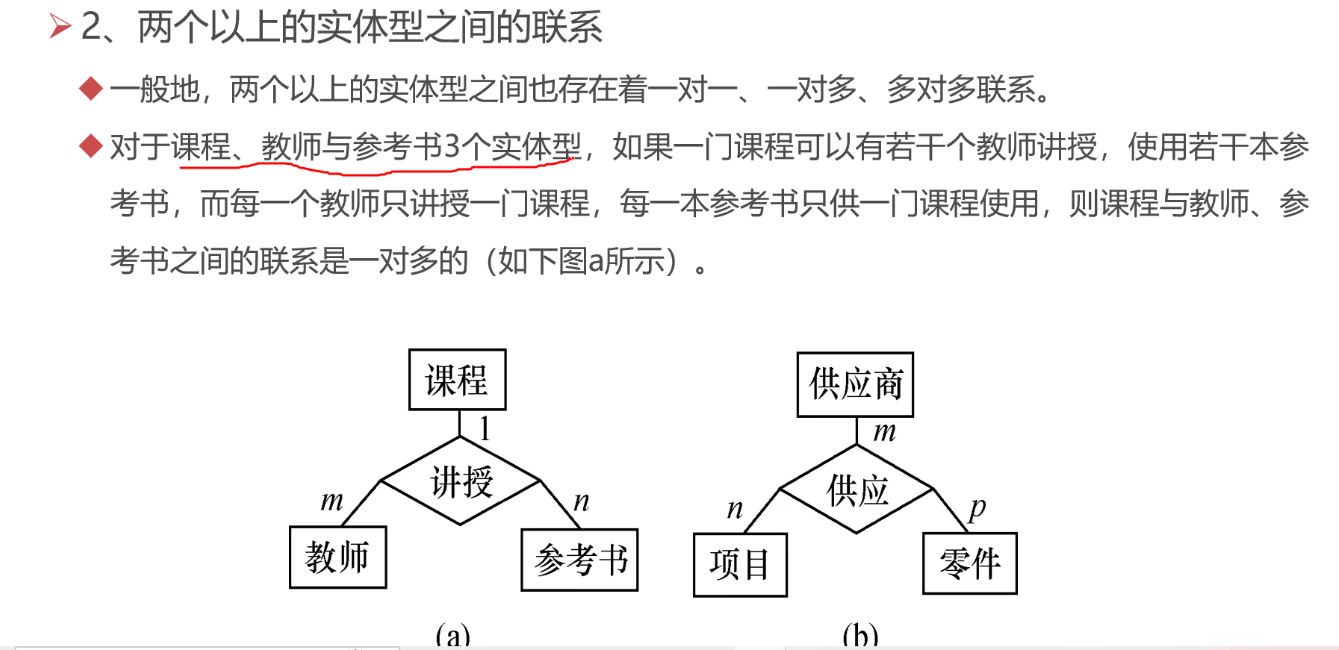 2、两个以上的实体型之间的联系
一般地，两个以上的实体型之间也存在着一对一、一对多、多对多联系。
对于课程、教师与参考书3个实体型，如果一门课程可以有若干个教师讲授，使用若干本参
考书，而每一个教师只讲授一门课程，每一本参考书只供一门课程使用，则课程与教师、参
考书之间的联系是一对多的（如下图a所示）。
课程
1
讲授
m
n
教师
参考书
(a)
供应商
m
供应
n
p
项目
零件
(b)